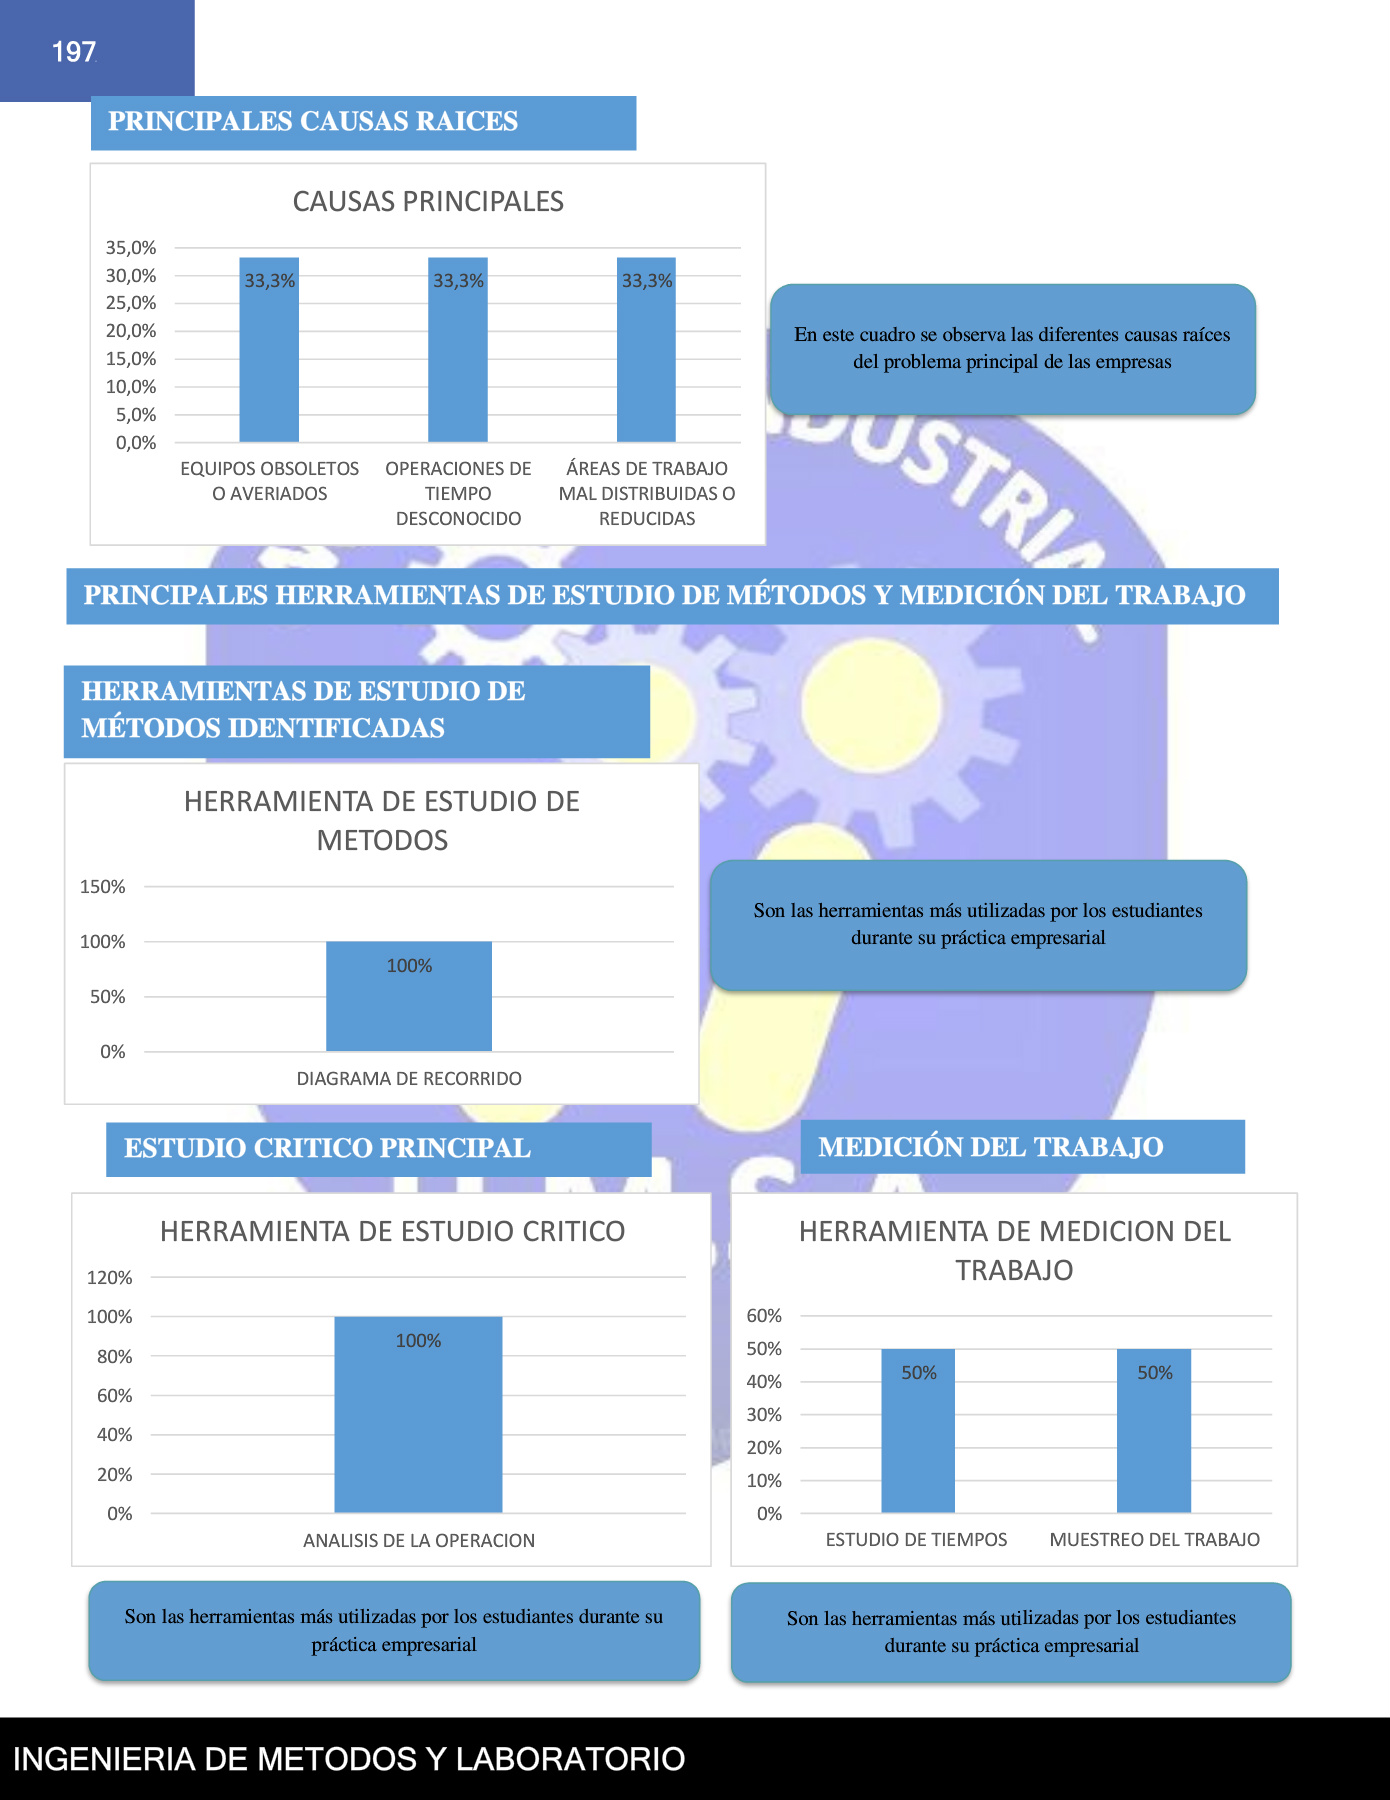 197
PRINCIPALES CAUSAS RAICES
CAUSAS PRINCIPALES
35,0%
30,0%
25,0%
20,0%
15,0%
10,0%
5,0%
0,0%
33,3%
33,3%
33,3%
EQUIPOS OBSOLETOS
O AVERIADOS
OPERACIONES DE
TIEMPO
DESCONOCIDO
ÁREAS DE TRABAJO
MAL DISTRIBUIDAS O
REDUCIDAS
En este cuadro se observa las diferentes causas raíces
del problema principal de las empresas
PRINCIPALES HERRAMIENTAS DE ESTUDIO DE MÉTODOS Y MEDICIÓN DEL TRABAJO
HERRAMIENTAS DE ESTUDIO DE
MÉTODOS IDENTIFICADAS
HERRAMIENTA DE ESTUDIO DE
METODOS
150%
100%
50%
0%
100%
DIAGRAMA DE RECORRIDO
Son las herramientas más utilizadas por los estudiantes
durante su práctica empresarial
ESTUDIO CRITICO PRINCIPAL
HERRAMIENTA DE ESTUDIO CRITICO
120%
100%
80%
60%
40%
20%
0%
100%
ANALISIS DE LA OPERACION
Son las herramientas más utilizadas por los estudiantes durante su
práctica empresarial
MEDICIÓN DEL TRABAJO
HERRAMIENTA DE MEDICION DEL
TRABAJO
60%
50%
40%
30%
20%
10%
0%
50%
50%
ESTUDIO DE TIEMPOS
MUESTREO DEL TRABAJO
Son las herramientas más utilizadas por los estudiantes
durante su práctica empresarial
INGENIERIA DE METODOS Y LABORATORIO